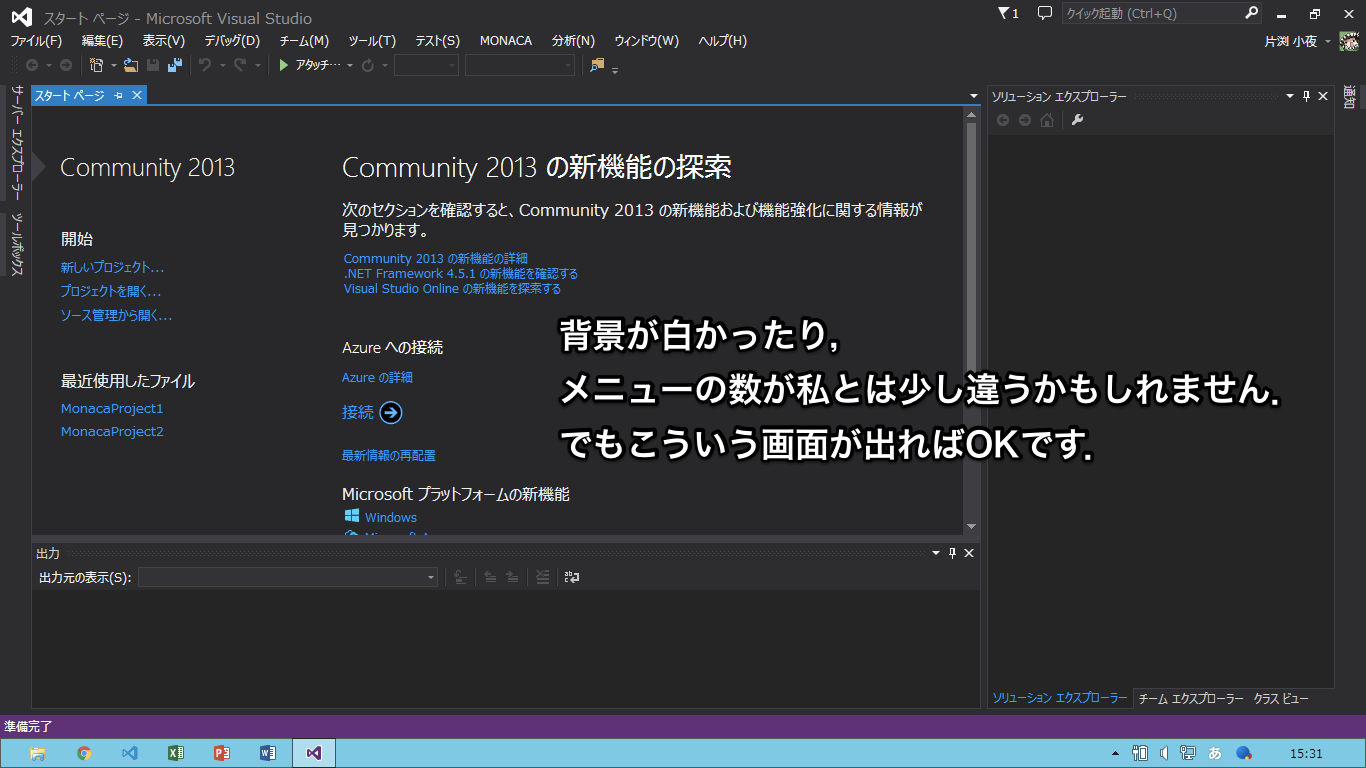 スタート ページ - Microsoft Visual Studio
1
クイック起動 (Ctrl+Q)
ファイル(F) 編集(E) 表示(V) デバッグ(D) チーム(M) ツール(T) テスト(S) MONACA 分析(N) ウィンドウ(W) ヘルプ(H)
片渕 小夜
アタッチ…
サーバー エクスプローラー
ツールボックス
スタート ページ
Community 2013
開始
新しいプロジェクト...
プロジェクトを開く...
ソース管理から開く...
最近使用したファイル
MonacaProject1
MonacaProject2
Community 2013 の新機能の探索
次のセクションを確認すると、Community 2013 の新機能および機能強化に関する情報が
見つかります。
Community 2013 の新機能の詳細
.NET Framework 4.5.1 の新機能を確認する
Visual Studio Online の新機能を探索する
Azure への接続
Azure の詳細
接続
最新情報の再配置
Microsoft プラットフォームの新機能
Windows
背景が白かったり,
メニューの数が私とは少し違うかもしれません.
でもこういう画面が出ればOKです.
ソリューション エクスプローラー
通知
出力
出力元の表示(S):
ソリューション エクスプローラー チーム エクスプローラー クラス ビュー
準備完了
あ
15:31